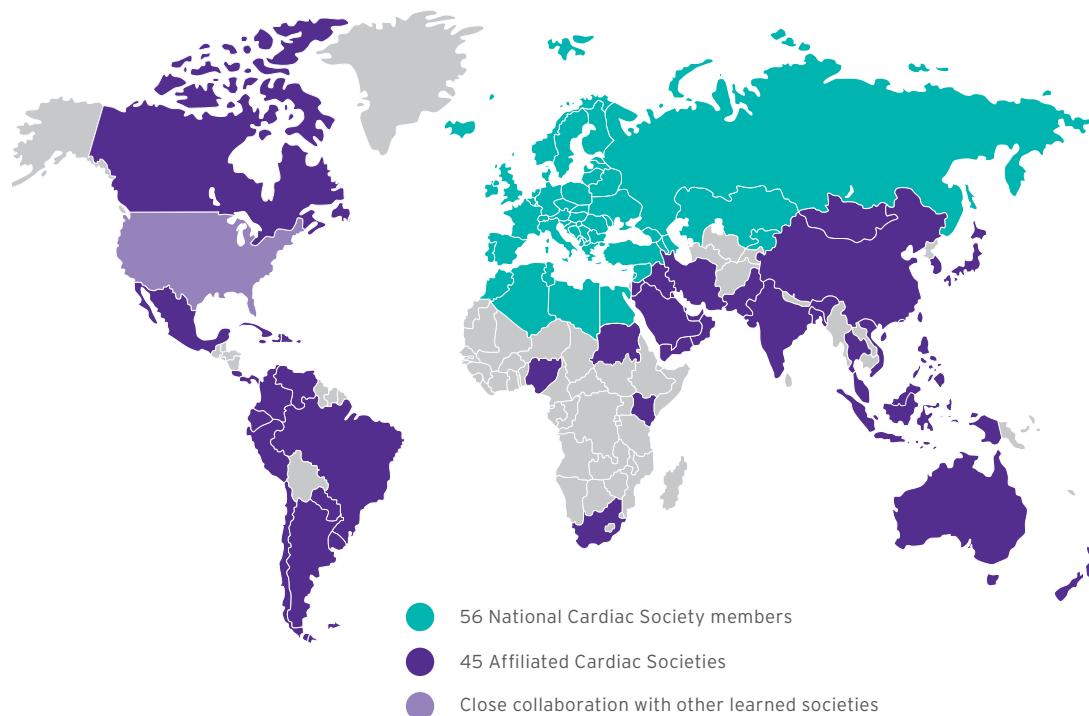 56 National Cardiac Society members
45 Affiliated Cardiac Societies
Close collaboration with other learned societies